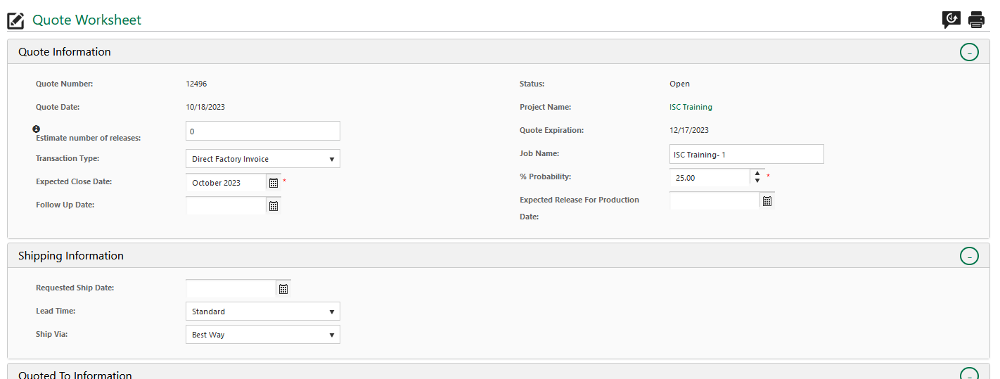 Quote Worksheet
Quote Information
Quote Number: 12496
Status: Open
Quote Date: 10/18/2023
Project Name: ISC Training
Estimate number of releases: 0
Quote Expiration: 12/17/2023
Transaction Type: Direct Factory Invoice
Job Name: ISC Training- 1
Expected Close Date: October 2023 *
% Probability: 25.00 *
Follow Up Date:
Expected Release For Production
Date:
Shipping Information
Requested Ship Date:
Lead Time: Standard
Ship Via: Best Way
Quoted To Information